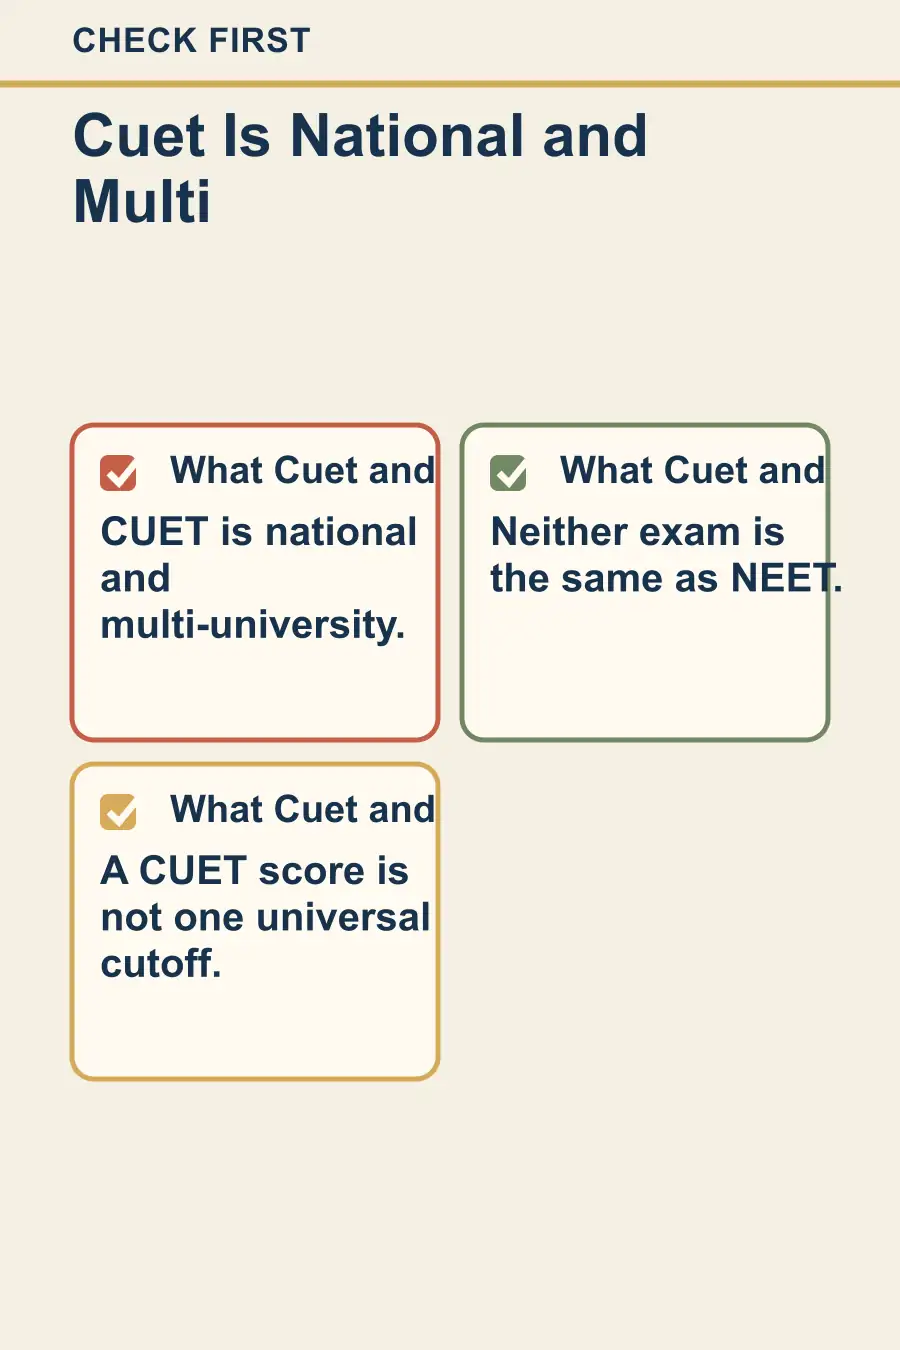 CHECK FIRST
Cuet Is National and
Multi
What Cuet and
CUET is national
and
multi-university.
What Cuet and
Neither exam is
the same as NEET.
What Cuet and
A CUET score is
not one universal
cutoff.